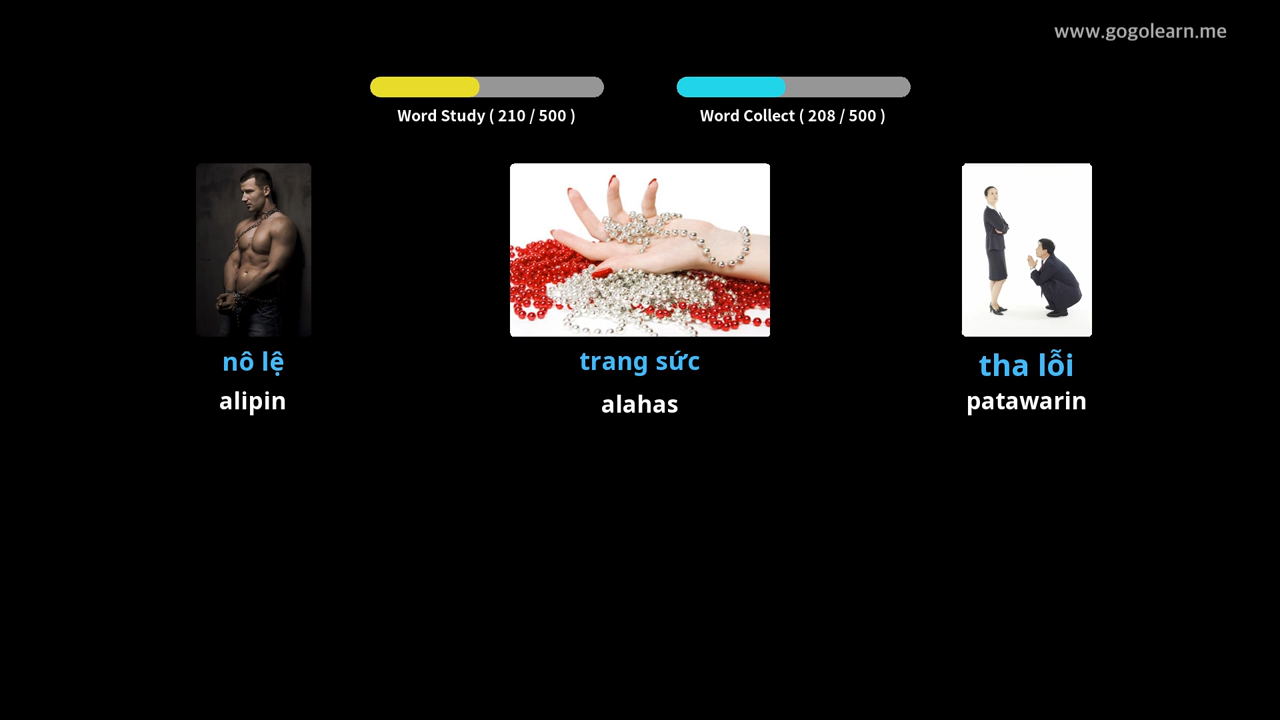 www.gogolearn.me
Word Study ( 210 / 500 )
Word Collect ( 208 / 500 )
nô lệ
alipin
trang sức
alahas
tha lỗi
patawarin